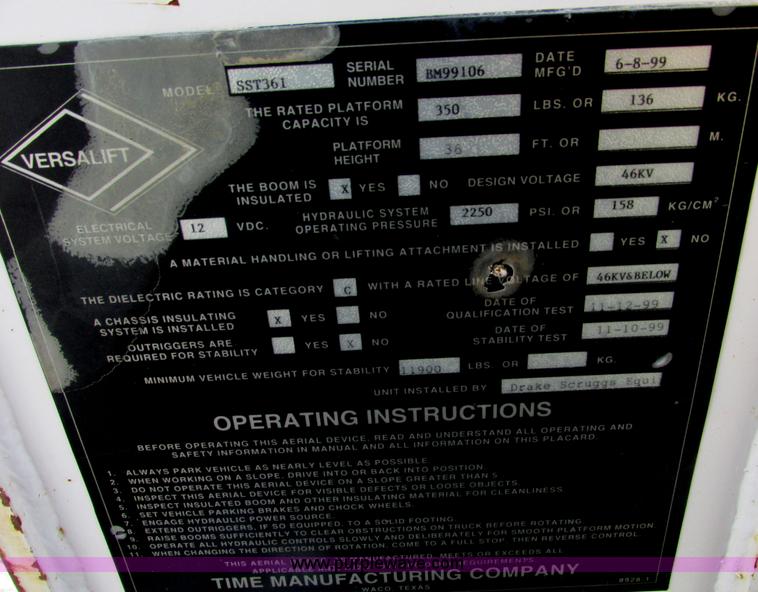 MODEL SST361 SERIAL NUMBER BM99106 DATE MFG'D 6-8-99
THE RATED PLATFORM CAPACITY IS 350 LBS. OR 136 KG.
VERSALIFT
PLATFORM HEIGHT 36 FT. OR M.
THE BOOM IS INSULATED X YES NO DESIGN VOLTAGE 46KV
ELECTRICAL SYSTEM VOLTAGE 12 VDC. HYDRAULIC SYSTEM OPERATING PRESSURE 2250 PSI. OR 158 KG/CM²
A MATERIAL HANDLING OR LIFTING ATTACHMENT IS INSTALLED YES X NO
THE DIELECTRIC RATING IS CATEGORY C WITH A RATED LINE VOLTAGE OF 46KV&BELOW
A CHASSIS INSULATING SYSTEM IS INSTALLED X YES NO DATE OF QUALIFICATION TEST 11-12-99
OUTRIGGERS ARE REQUIRED FOR STABILITY YES X NO DATE OF STABILITY TEST 11-10-99
MINIMUM VEHICLE WEIGHT FOR STABILITY 11900 LBS. OR KG.
UNIT INSTALLED BY Drake Scruggs Equi
OPERATING INSTRUCTIONS
BEFORE OPERATING THIS AERIAL DEVICE, READ AND UNDERSTAND ALL OPERATING AND
SAFETY INFORMATION IN MANUAL AND ALL INFORMATION ON THIS PLACARD.
1. ALWAYS PARK VEHICLE AS NEARLY LEVEL AS POSSIBLE.
2. WHEN WORKING ON A SLOPE, DRIVE INTO OR BACK INTO POSITION.
3. DO NOT OPERATE THIS AERIAL DEVICE ON A SLOPE GREATER THAN 5
4. INSPECT THIS AERIAL DEVICE FOR VISIBLE DEFECTS OR LOOSE OBJECTS.
5. INSPECT INSULATED BOOM AND OTHER INSULATING MATERIAL FOR CLEANLINESS
6. SET VEHICLE PARKING BRAKES AND CHOCK WHEELS.
7. ENGAGE HYDRAULIC POWER SOURCE.
8. EXTEND OUTRIGGERS, IF SO EQUIPPED, TO A SOLID FOOTING.
9. RAISE BOOMS SUFFICIENTLY TO CLEAR OBSTRUCTIONS ON TRUCK BEFORE ROTATING.
10. OPERATE ALL HYDRAULIC CONTROLS SLOWLY AND DELIBERATELY FOR SMOOTH PLATFORM MOTION.
11. WHEN CHANGING THE DIRECTION OF ROTATION, COME TO A FULL STOP, THEN REVERSE CONTROL.
THIS AERIAL MANUFACTURED, MEETS OR EXCEEDS ALL
www.purplewave.com
TIME MANUFACTURING COMPANY
WACO, TEXAS